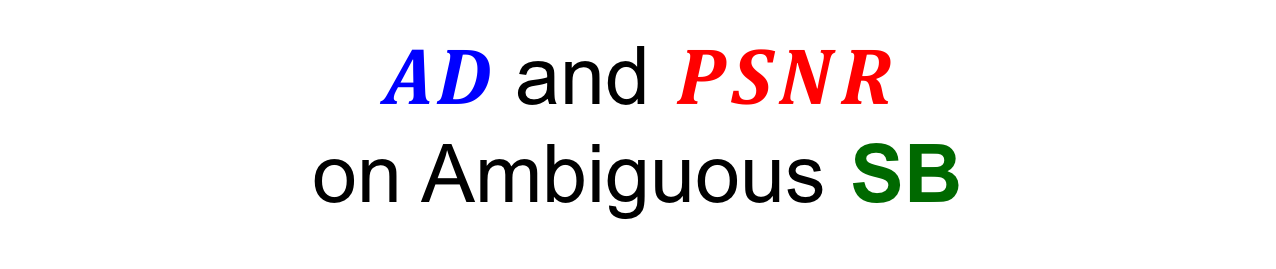 AD and PSNR
on Ambiguous SB